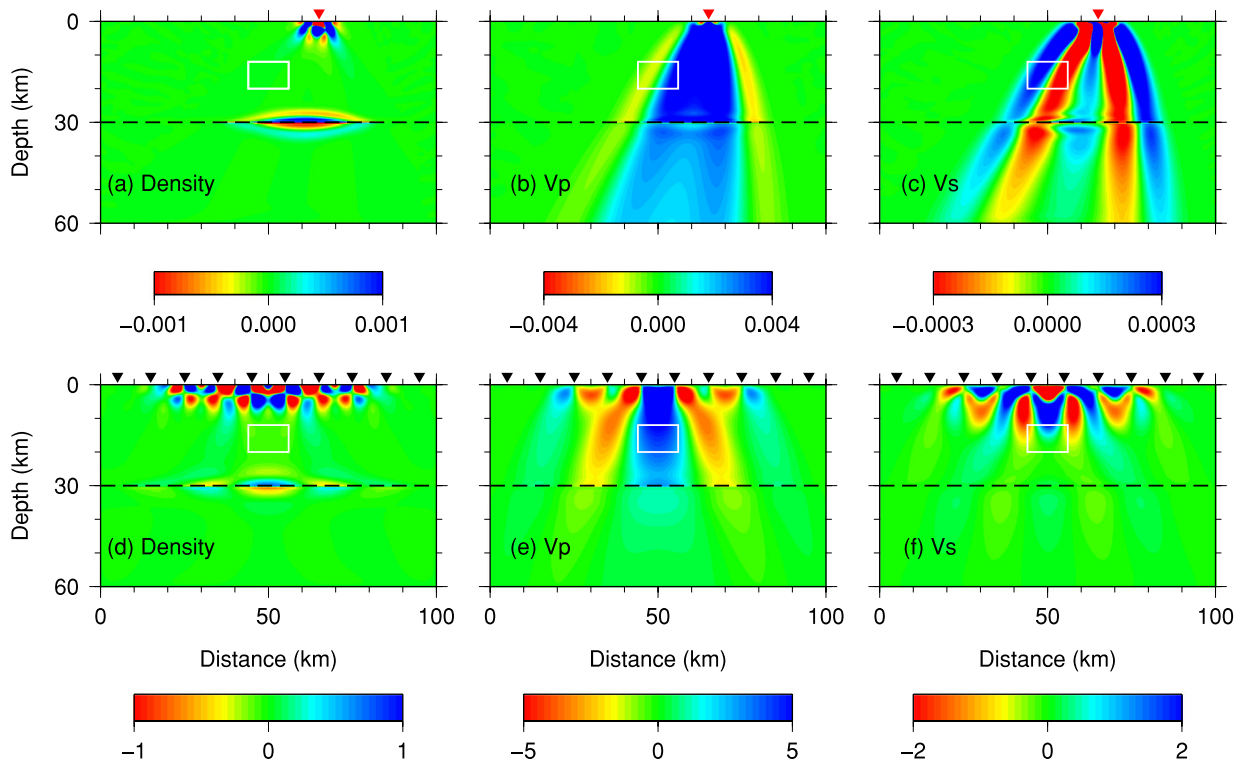 0
30
60
Depth (km)
(a) Density
(b) Vp
(c) Vs
−0.001 0.000 0.001
−0.004 0.000 0.004
−0.0003 0.0000 0.0003
0
30
60
Depth (km)
(d) Density
(e) Vp
(f) Vs
0 50 100
0 50 100
0 50 100
Distance (km)
Distance (km)
Distance (km)
−1 0 1
−5 0 5
−2 0 2